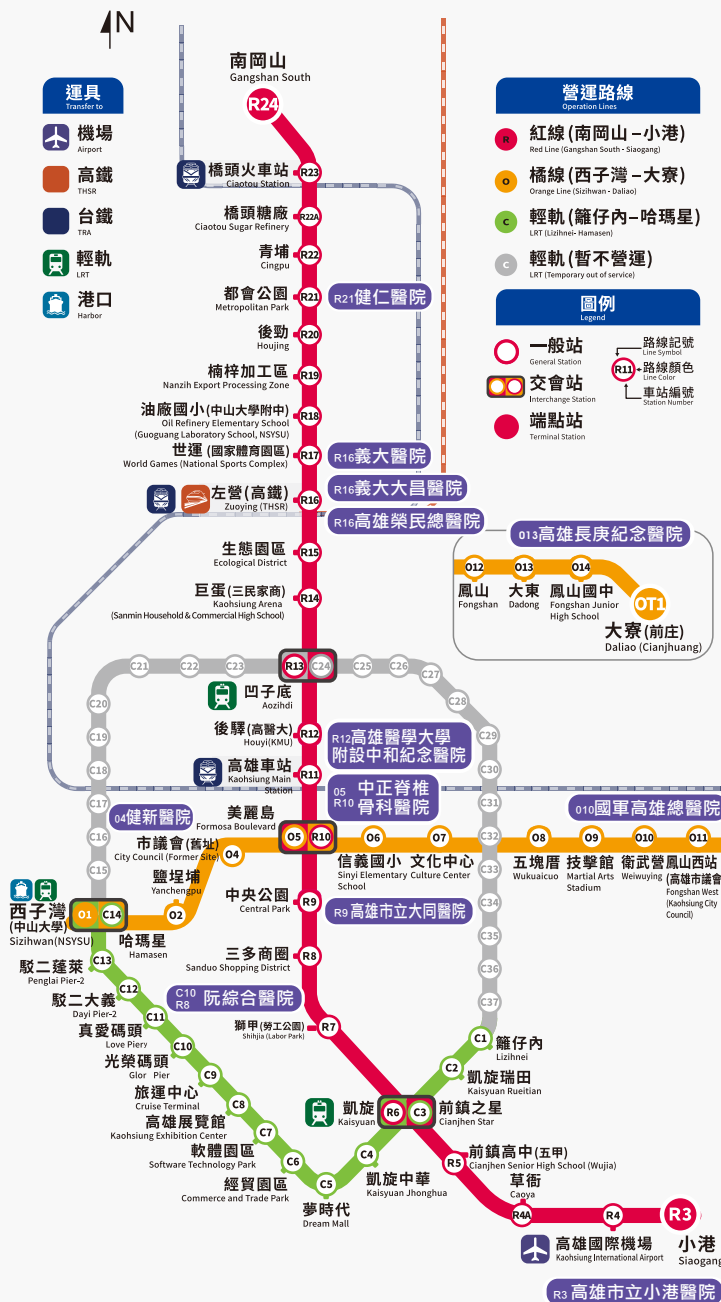 N
運具
Transfer to
機場
Airport
高鐵
THSR
台鐵
TRA
輕軌
LRT
港口
Harbor
營運路線
Operation Lines
R
紅線(南岡山-小港)
Red Line (Gangshan South - Siaogang)
O
橘線(西子灣-大寮)
Orange Line (Sizihwan - Daliao)
C
輕軌(籬仔內-哈瑪星)
LRT (Lizihnei- Hamasen)
C
輕軌(暫不營運)
LRT (Temporary out of service)
圖例
Legend
一般站
General Station
交會站
Interchange Station
端點站
Terminal Station
R11
路線記號
Line Symbol
路線顏色
Line Color
車站編號
Station Number
南岡山
Gangshan South
R24
橋頭火車站
Ciaotou Station
R23
橋頭糖廠
Ciaotou Sugar Refinery
R22A
青埔
Cingpu
R22
都會公園
Metropolitan Park
R21
R21健仁醫院
後勁
Houjing
R20
楠梓加工區
Nanzih Export Processing Zone
R19
油廠國小(中山大學附中)
Oil Refinery Elementary School
(Guoguang Laboratory School, NSYSU)
R18
世運(國家體育園區)
World Games (National Sports Complex)
R17
R16義大醫院
R16義大大昌醫院
左營(高鐵)
Zuoying (THSR)
R16
R16高雄榮民總醫院
生態園區
Ecological District
R15
巨蛋(三民家商)
Kaohsiung Arena
(Sanmin Household & Commercial High School)
R14
O13高雄長庚紀念醫院
O12
O13
O14
OT1
鳳山
Fongshan
大東
Dadong
鳳山國中
Fongshan Junior
High School
大寮(前庄)
Daliao (Cianjhuang)
C21
C22
C23
R13
C24
C25
C26
C27
C28
C29
C30
C31
C32
C33
C34
C35
C36
C37
C20
C19
C18
C17
C16
C15
凹子底
Aozihdi
後驛(高醫大)
Houyi(KMU)
R12
R12高雄醫學大學
附設中和紀念醫院
高雄車站
Kaohsiung Main
Station
R11
O5
R10
中正脊椎
骨科醫院
O4健新醫院
O10國軍高雄總醫院
美麗島
Formosa Boulevard
O5
R10
O6
O7
O8
O9
O10
O11
市議會(舊址)
City Council (Former Site)
O4
信義國小
Sinyi Elementary
School
文化中心
Culture Center
五塊厝
Wukuaicuo
技擊館
Martial Arts
Stadium
衛武營
Weiwuying
鳳山西站
(高雄市議會
Fongshan West
(Kaohsiung City
Council)
鹽埕埔
Yanchengpu
O2
O1
C14
西子灣
(中山大學)
Sizihwan(NSYSU)
哈瑪星
Hamasen
中央公園
Central Park
R9
R9高雄市立大同醫院
三多商圈
Sanduo Shopping District
R8
C10
R8
阮綜合醫院
獅甲(勞工公園)
Shihjia (Labor Park)
R7
C13
駁二蓬萊
Penglai Pier-2
C12
駁二大義
Dayi Pier-2
C11
真愛碼頭
Love Pier
C10
光榮碼頭
Glor Pier
C9
旅運中心
Cruise Terminal
C8
高雄展覽館
Kaohsiung Exhibition Center
C7
軟體園區
Software Technology Park
C6
經貿園區
Commerce and Trade Park
C5
夢時代
Dream Mall
C4
凱旋中華
Kaisyuan Jhonghua
凱旋
Kaisyuan
R6
C3
前鎮之星
Cianjhen Star
C2
凱旋瑞田
Kaisyuan Rueitian
C1
籬仔內
Lizihnei
R5
前鎮高中(五甲)
Cianjhen Senior High School (Wujia)
草衙
Caoya
R4A
R4
R3
高雄國際機場
Kaohsiung International Airport
小港
Siaogang
R3 高雄市立小港醫院